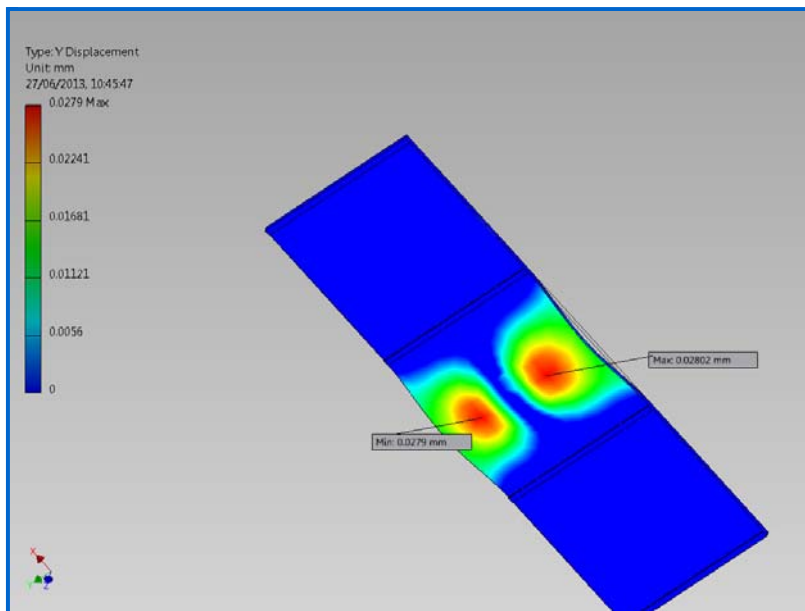 Type: Y Displacement
Unit: mm
27/06/2013, 10:45:47
0.0279 Max
0.02241
0.01681
0.01121
0.0056
0
Max: 0.02802 mm
Min: 0.0279 mm
X
Y
Z